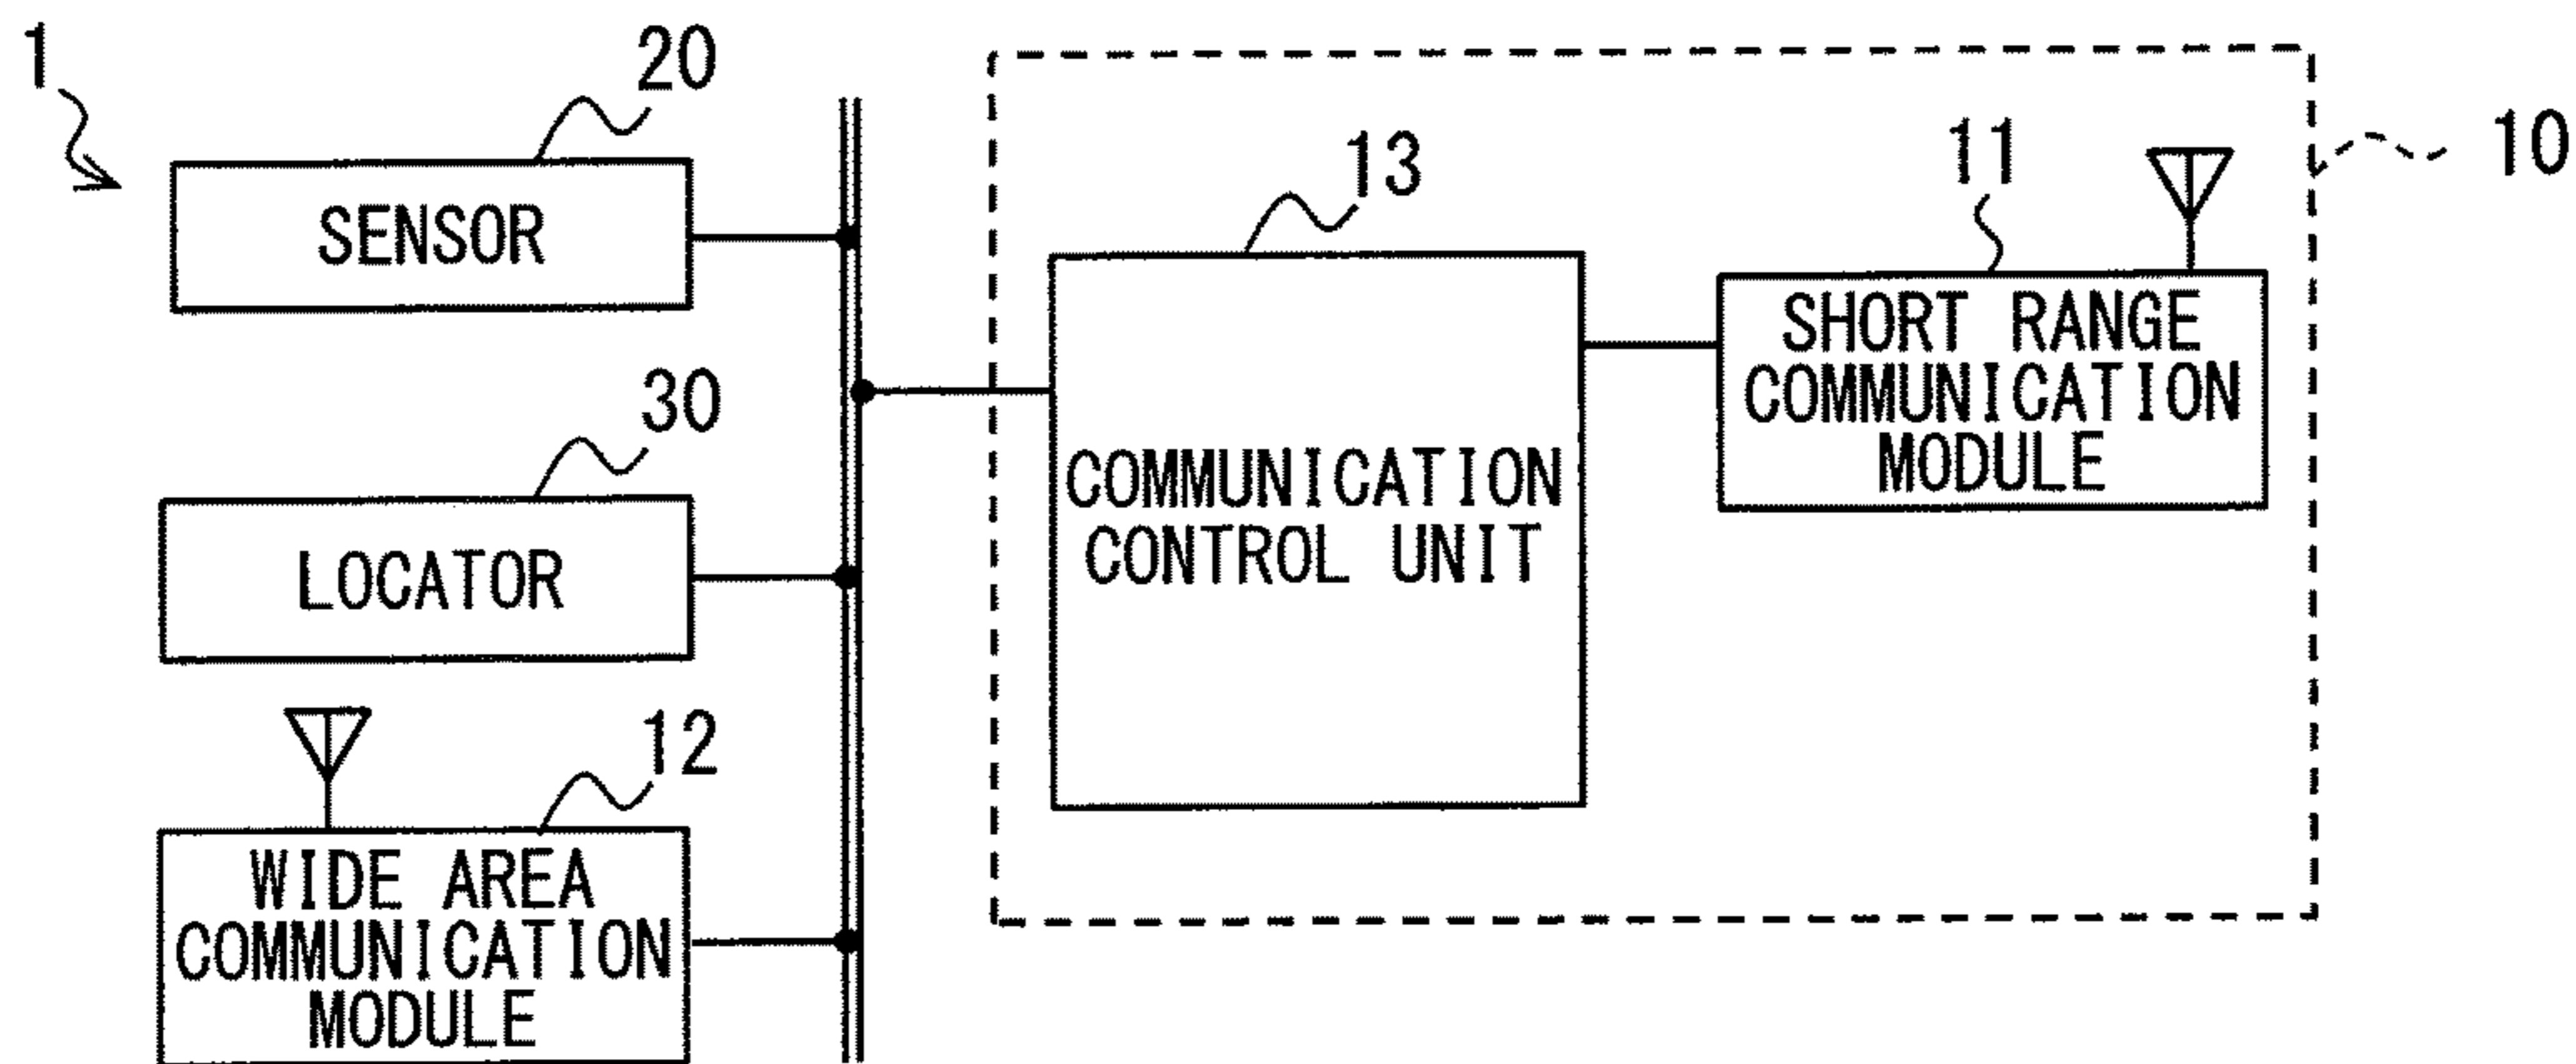 1
20
SENSOR
30
LOCATOR
12
WIDE AREA
COMMUNICATION
MODULE
10
13
COMMUNICATION
CONTROL UNIT
11
SHORT RANGE
COMMUNICATION
MODULE